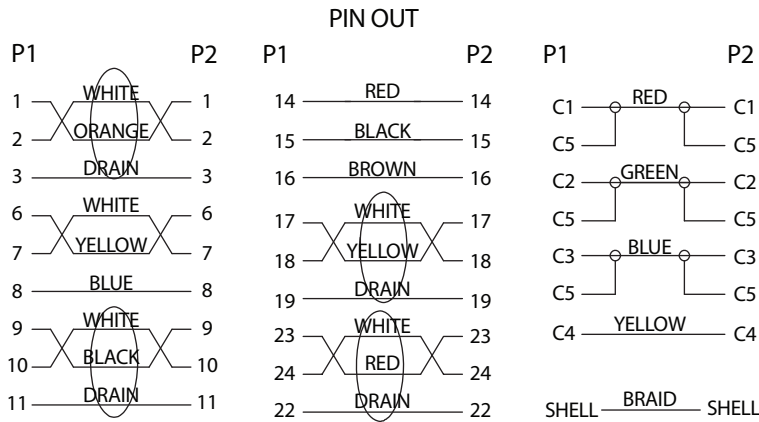 PIN OUT
P1 P2
1 WHITE 1
2 ORANGE 2
3 DRAIN 3
6 WHITE 6
7 YELLOW 7
8 BLUE 8
9 WHITE 9
10 BLACK 10
11 DRAIN 11
P1 P2
14 RED 14
15 BLACK 15
16 BROWN 16
17 WHITE 17
18 YELLOW 18
19 DRAIN 19
23 WHITE 23
24 RED 24
22 DRAIN 22
P1 P2
C1 RED C1
C5 C5
C2 GREEN C2
C5 C5
C3 BLUE C3
C5 C5
C4 YELLOW C4
SHELL BRAID SHELL